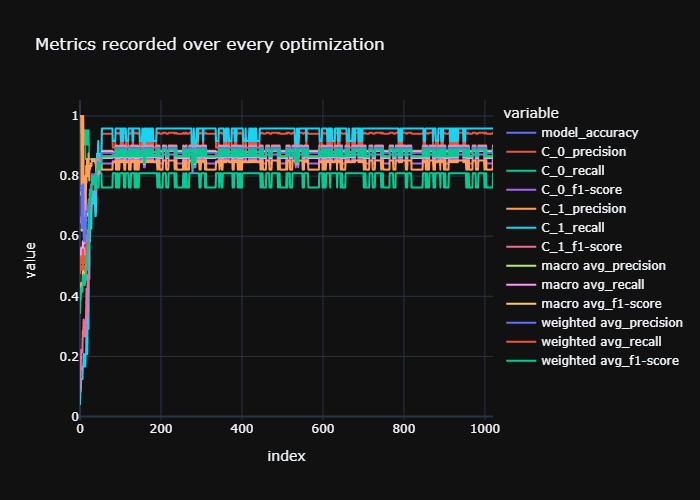 Metrics recorded over every optimization
variable
model_accuracy
C_0_precision
C_0_recall
C_0_f1-score
C_1_precision
C_1_recall
C_1_f1-score
macro avg_precision
macro avg_recall
macro avg_f1-score
weighted avg_precision
weighted avg_recall
weighted avg_f1-score
value
1
0.8
0.6
0.4
0.2
0
0 200 400 600 800 1000
index